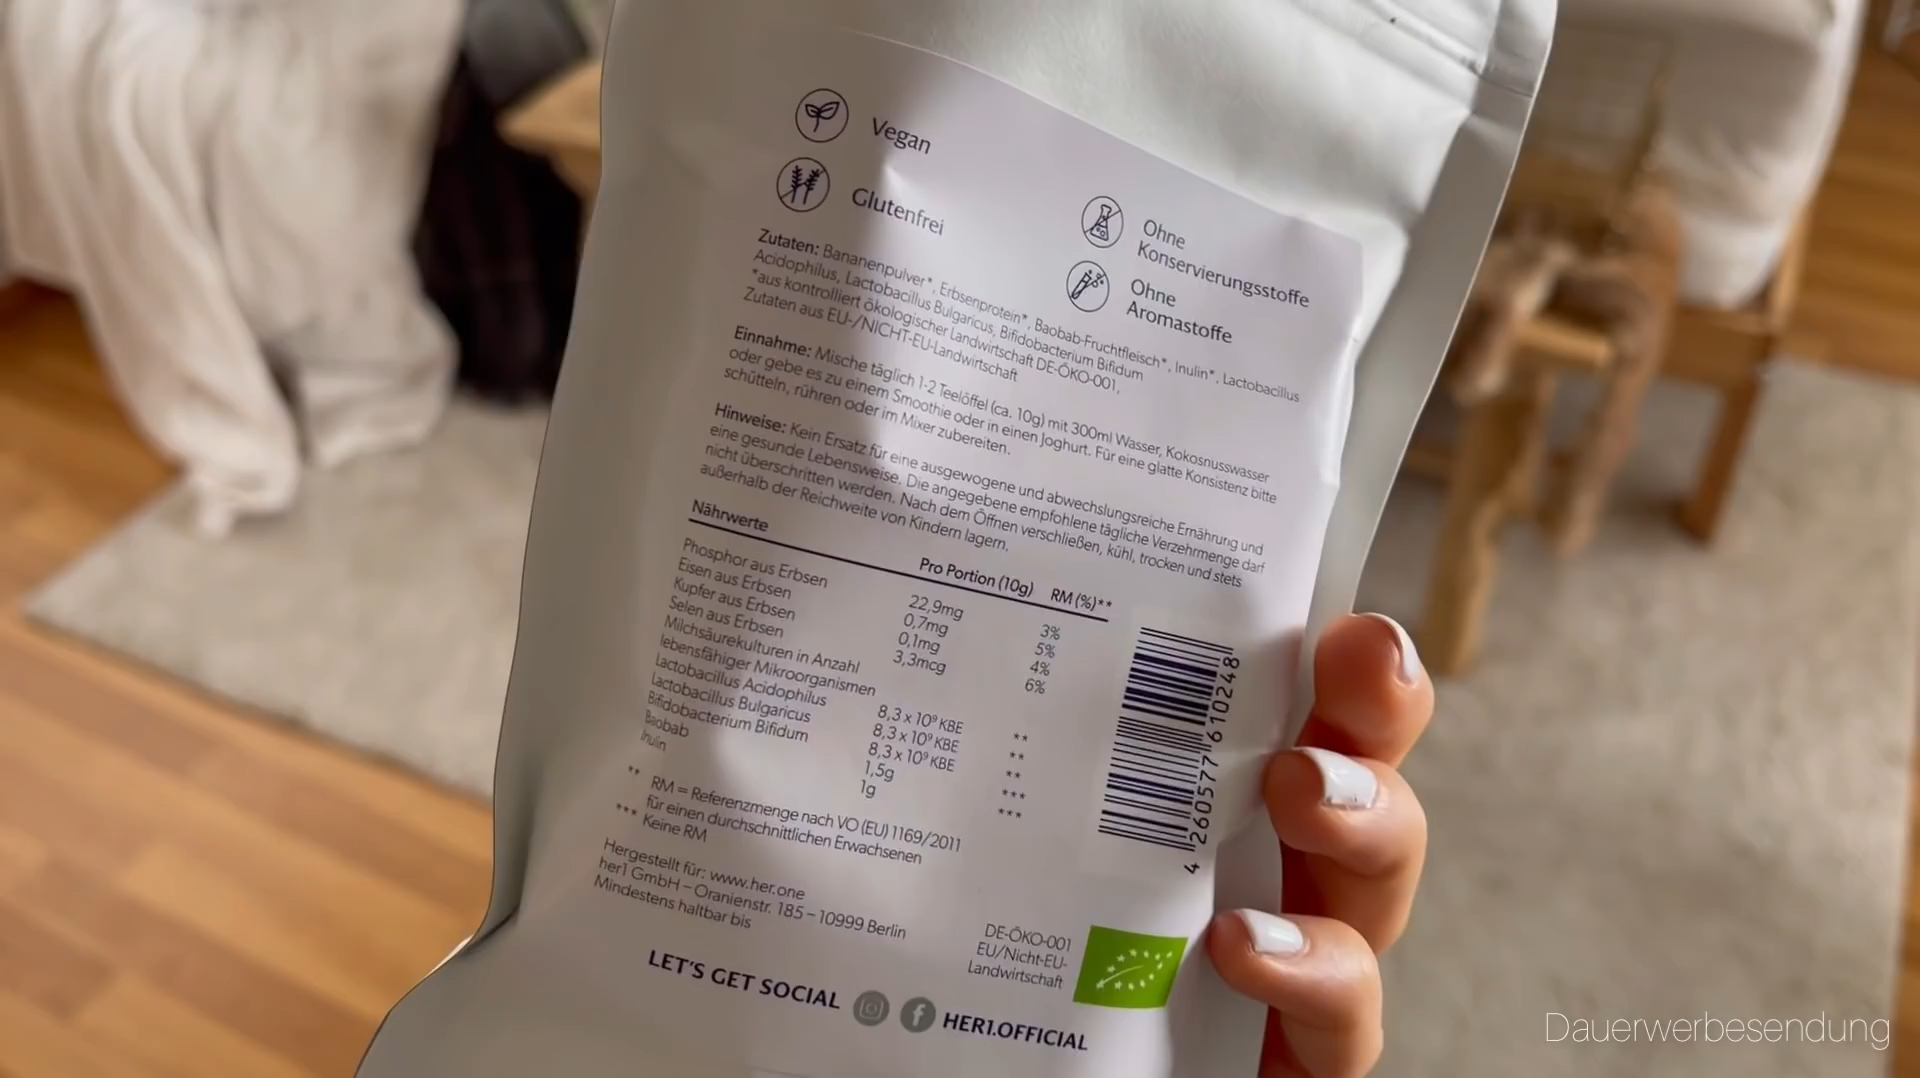 Vegan
Glutenfrei
Ohne
Konservierungsstoffe
Ohne
Aromastoffe
Zutaten: Bananenpulver*, Erbsenprotein*, Baobab-Fruchtfleisch*, Inulin*, Lactobacillus
Acidophilus, Lactobacillus Bulgaricus, Bifidobacterium Bifidum
*aus kontrolliert ökologischer Landwirtschaft DE-ÖKO-001,
Zutaten aus EU-/NICHT-EU-Landwirtschaft
Einnahme: Mische täglich 1-2 Teelöffel (ca. 10g) mit 300ml Wasser, Kokosnusswasser
oder gebe es zu einem Smoothie oder in einen Joghurt. Für eine glatte Konsistenz bitte
schütteln, rühren oder im Mixer zubereiten.
Hinweise: Kein Ersatz für eine ausgewogene und abwechslungsreiche Ernährung und
eine gesunde Lebensweise. Die angegebene empfohlene tägliche Verzehrmenge darf
nicht überschritten werden. Nach dem Öffnen verschließen, kühl, trocken und stets
außerhalb der Reichweite von Kindern lagern.
Nährwerte Pro Portion (10g) RM (%)**
Phosphor aus Erbsen 22,9mg 3%
Eisen aus Erbsen 0,7mg 5%
Kupfer aus Erbsen 0,1mg 4%
Selen aus Erbsen 3,3mcg 6%
Milchsäurekulturen in Anzahl
lebensfähiger Mikroorganismen
Lactobacillus Acidophilus 8,3 x 10⁹ KBE **
Lactobacillus Bulgaricus 8,3 x 10⁹ KBE **
Bifidobacterium Bifidum 8,3 x 10⁹ KBE **
Baobab 1,5g ***
Inulin 1g ***
** RM = Referenzmenge nach VO (EU) 1169/2011
für einen durchschnittlichen Erwachsenen
*** Keine RM
4 260577 610248
Hergestellt für: www.her.one
her1 GmbH – Oranienstr. 185 – 10999 Berlin
Mindestens haltbar bis
DE-ÖKO-001
EU/Nicht-EU-
Landwirtschaft
LET'S GET SOCIAL HER1.OFFICIAL
Dauerwerbesendung